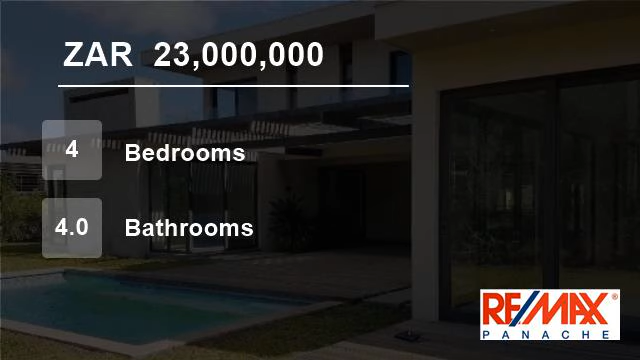 ZAR 23,000,000
4
Bedrooms
4.0
Bathrooms
RE/MAX®
PANACHE